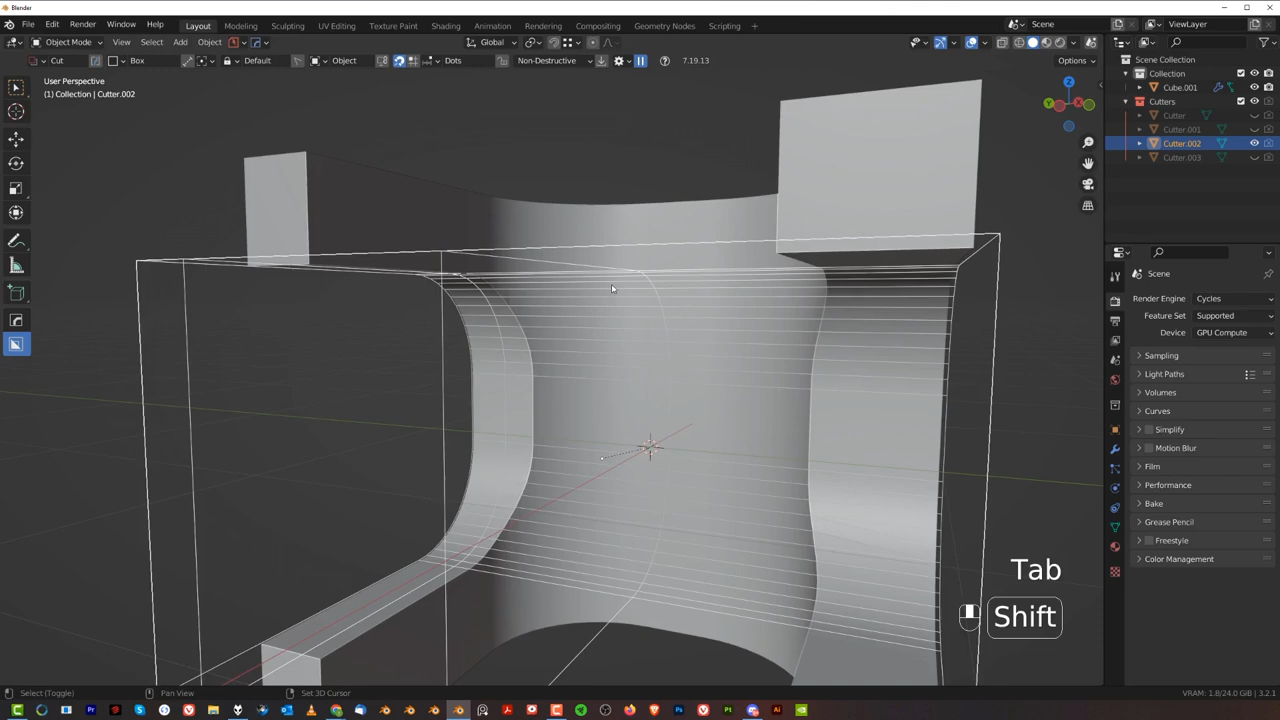 Blender
File Edit Render Window Help Layout Modeling Sculpting UV Editing Texture Paint Shading Animation Rendering Compositing Geometry Nodes Scripting + Scene ViewLayer
Object Mode View Select Add Object Global
Cut Box Default Object Dots Non-Destructive 7.19.13 Options
User Perspective
(1) Collection | Cutter.002
Scene Collection
Collection
Cube.001
Cutters
Cutter
Cutter.001
Cutter.002
Cutter.003
Scene
Render Engine Cycles
Feature Set Supported
Device GPU Compute
Sampling
Light Paths
Volumes
Curves
Simplify
Motion Blur
Film
Performance
Bake
Grease Pencil
Freestyle
Color Management
Tab
Shift
Select (Toggle) Pan View Set 3D Cursor VRAM: 1.8/24.0 GiB | 3.2.1